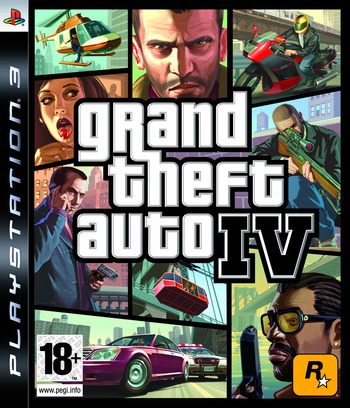 PLAYSTATION 3
grand
theft
auto IV
18+
www.pegi.info
R